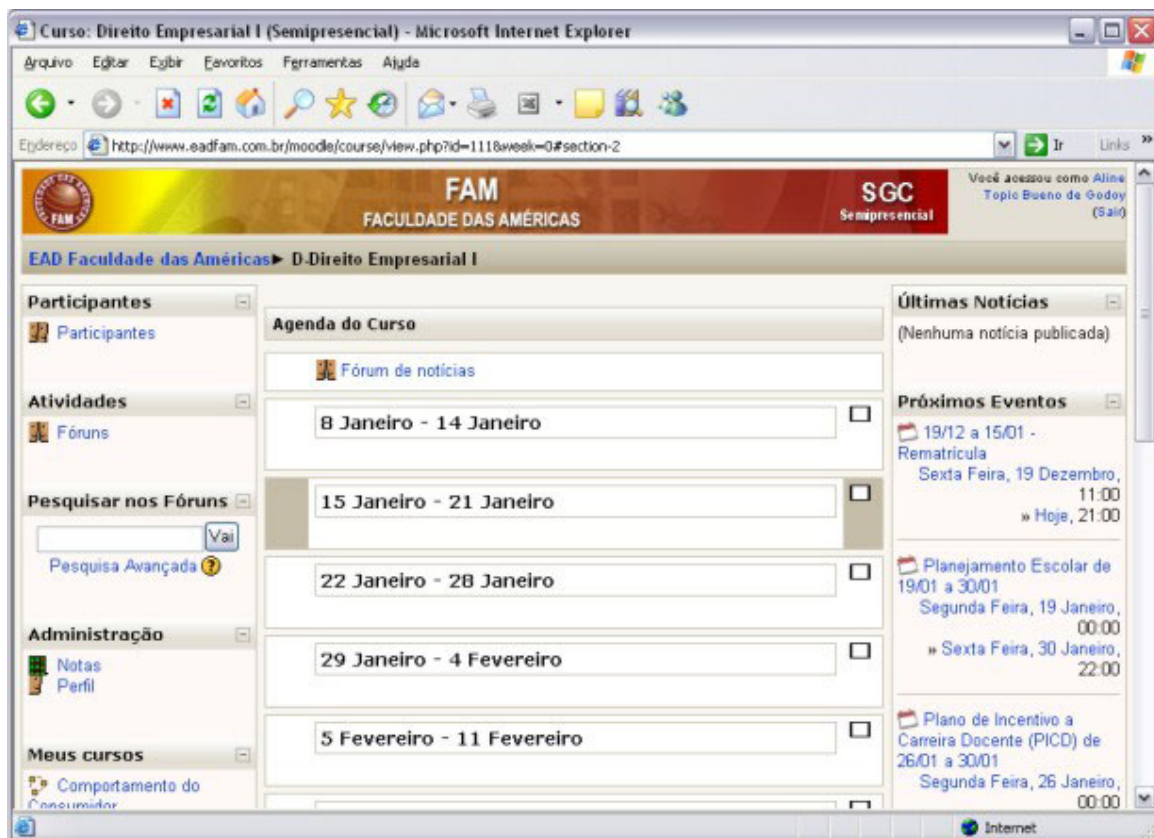 Curso: Direito Empresarial I (Semipresencial) - Microsoft Internet Explorer
Arquivo Editar Exibir Favoritos Ferramentas Ajuda
Endereço http://www.eadfam.com.br/moodle/course/view.php?id=111&week=0#section-2 Ir Links »
FAM
FAM
FACULDADE DAS AMÉRICAS
SGC
Semipresencial
Você acessou como Aline
Topic Bueno de Godoy
(Sair)
EAD Faculdade das Américas► D-Direito Empresarial I
Participantes
Participantes
Atividades
Fóruns
Pesquisar nos Fóruns
Vai
Pesquisa Avançada ?
Administração
Notas
Perfil
Meus cursos
Comportamento do
Consumidor
Agenda do Curso
Fórum de notícias
8 Janeiro - 14 Janeiro
15 Janeiro - 21 Janeiro
22 Janeiro - 28 Janeiro
29 Janeiro - 4 Fevereiro
5 Fevereiro - 11 Fevereiro
Últimas Notícias
(Nenhuma notícia publicada)
Próximos Eventos
19/12 a 15/01 -
Rematrícula
Sexta Feira, 19 Dezembro,
11:00
» Hoje, 21:00
Planejamento Escolar de
19/01 a 30/01
Segunda Feira, 19 Janeiro,
00:00
» Sexta Feira, 30 Janeiro,
22:00
Plano de Incentivo a
Carreira Docente (PICD) de
26/01 a 30/01
Segunda Feira, 26 Janeiro,
00:00
Internet